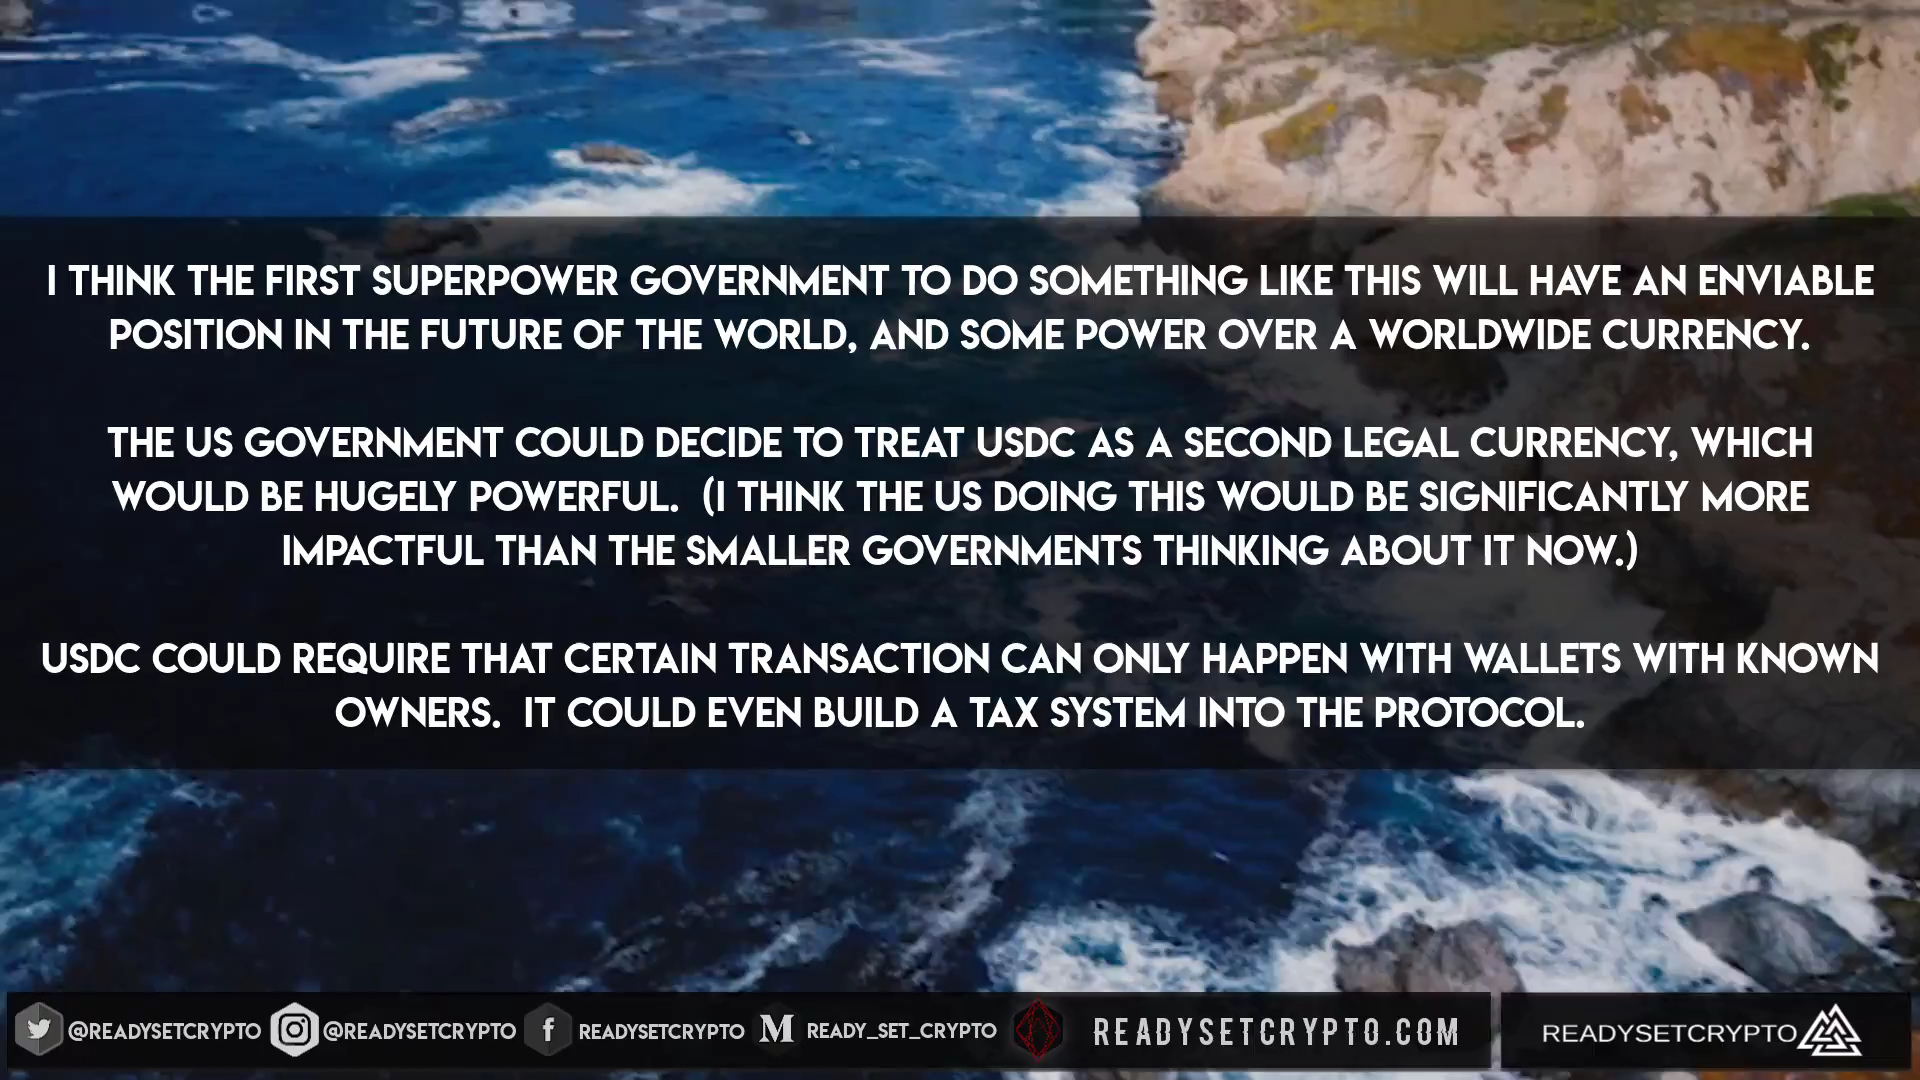 I THINK THE FIRST SUPERPOWER GOVERNMENT TO DO SOMETHING LIKE THIS WILL HAVE AN ENVIABLE
POSITION IN THE FUTURE OF THE WORLD, AND SOME POWER OVER A WORLDWIDE CURRENCY.
THE US GOVERNMENT COULD DECIDE TO TREAT USDC AS A SECOND LEGAL CURRENCY, WHICH
WOULD BE HUGELY POWERFUL. (I THINK THE US DOING THIS WOULD BE SIGNIFICANTLY MORE
IMPACTFUL THAN THE SMALLER GOVERNMENTS THINKING ABOUT IT NOW.)
USDC COULD REQUIRE THAT CERTAIN TRANSACTION CAN ONLY HAPPEN WITH WALLETS WITH KNOWN
OWNERS. IT COULD EVEN BUILD A TAX SYSTEM INTO THE PROTOCOL.
@READYSETCRYPTO @READYSETCRYPTO f READYSETCRYPTO M READY_SET_CRYPTO READYSETCRYPTO.COM READYSETCRYPTO